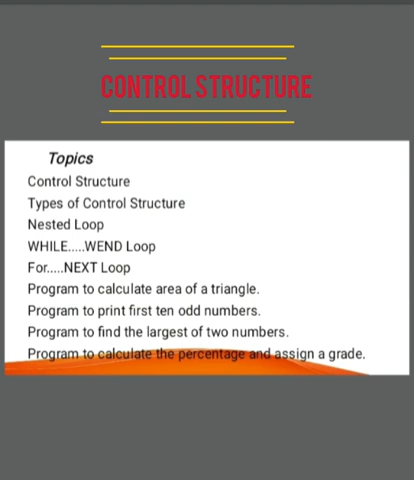 CONTROL STRUCTURE
Topics
Control Structure
Types of Control Structure
Nested Loop
WHILE.....WEND Loop
For.....NEXT Loop
Program to calculate area of a triangle.
Program to print first ten odd numbers.
Program to find the largest of two numbers.
Program to calculate the percentage and assign a grade.